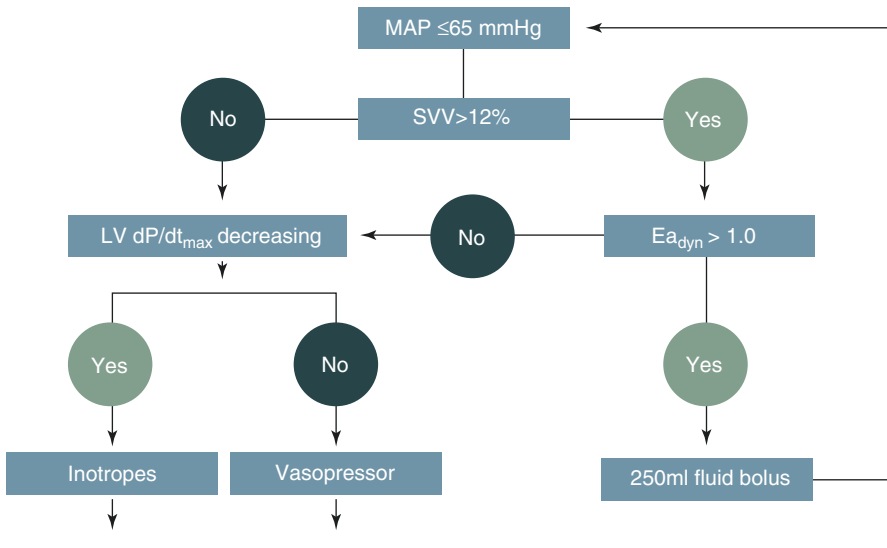 MAP ≤65 mmHg
No
SVV>12%
Yes
LV dP/dtmax decreasing
No
Eadyn > 1.0
Yes
No
Yes
Inotropes
Vasopressor
250ml fluid bolus